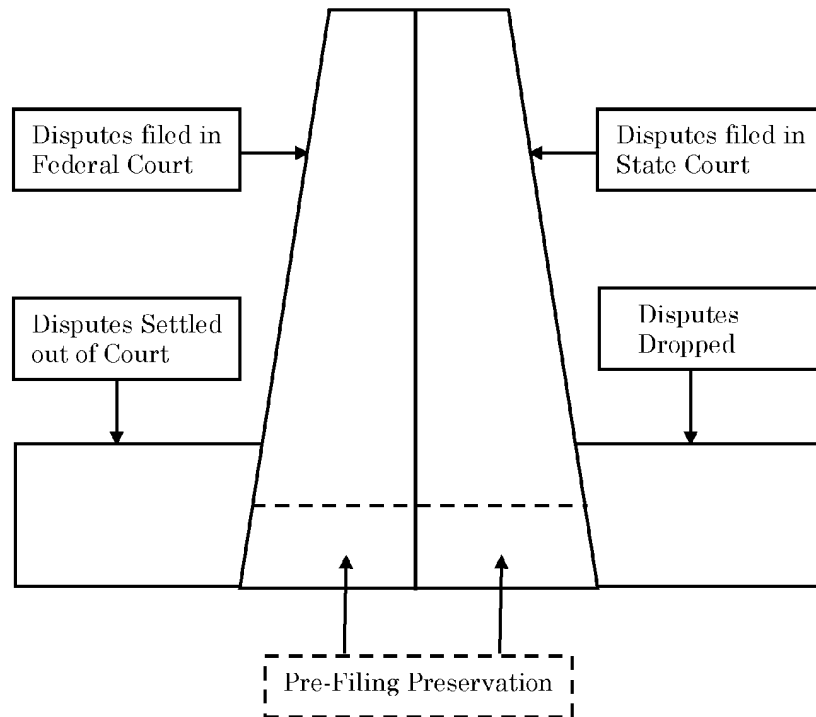 Disputes filed in
Federal Court
Disputes filed in
State Court
Disputes Settled
out of Court
Disputes
Dropped
Pre-Filing Preservation